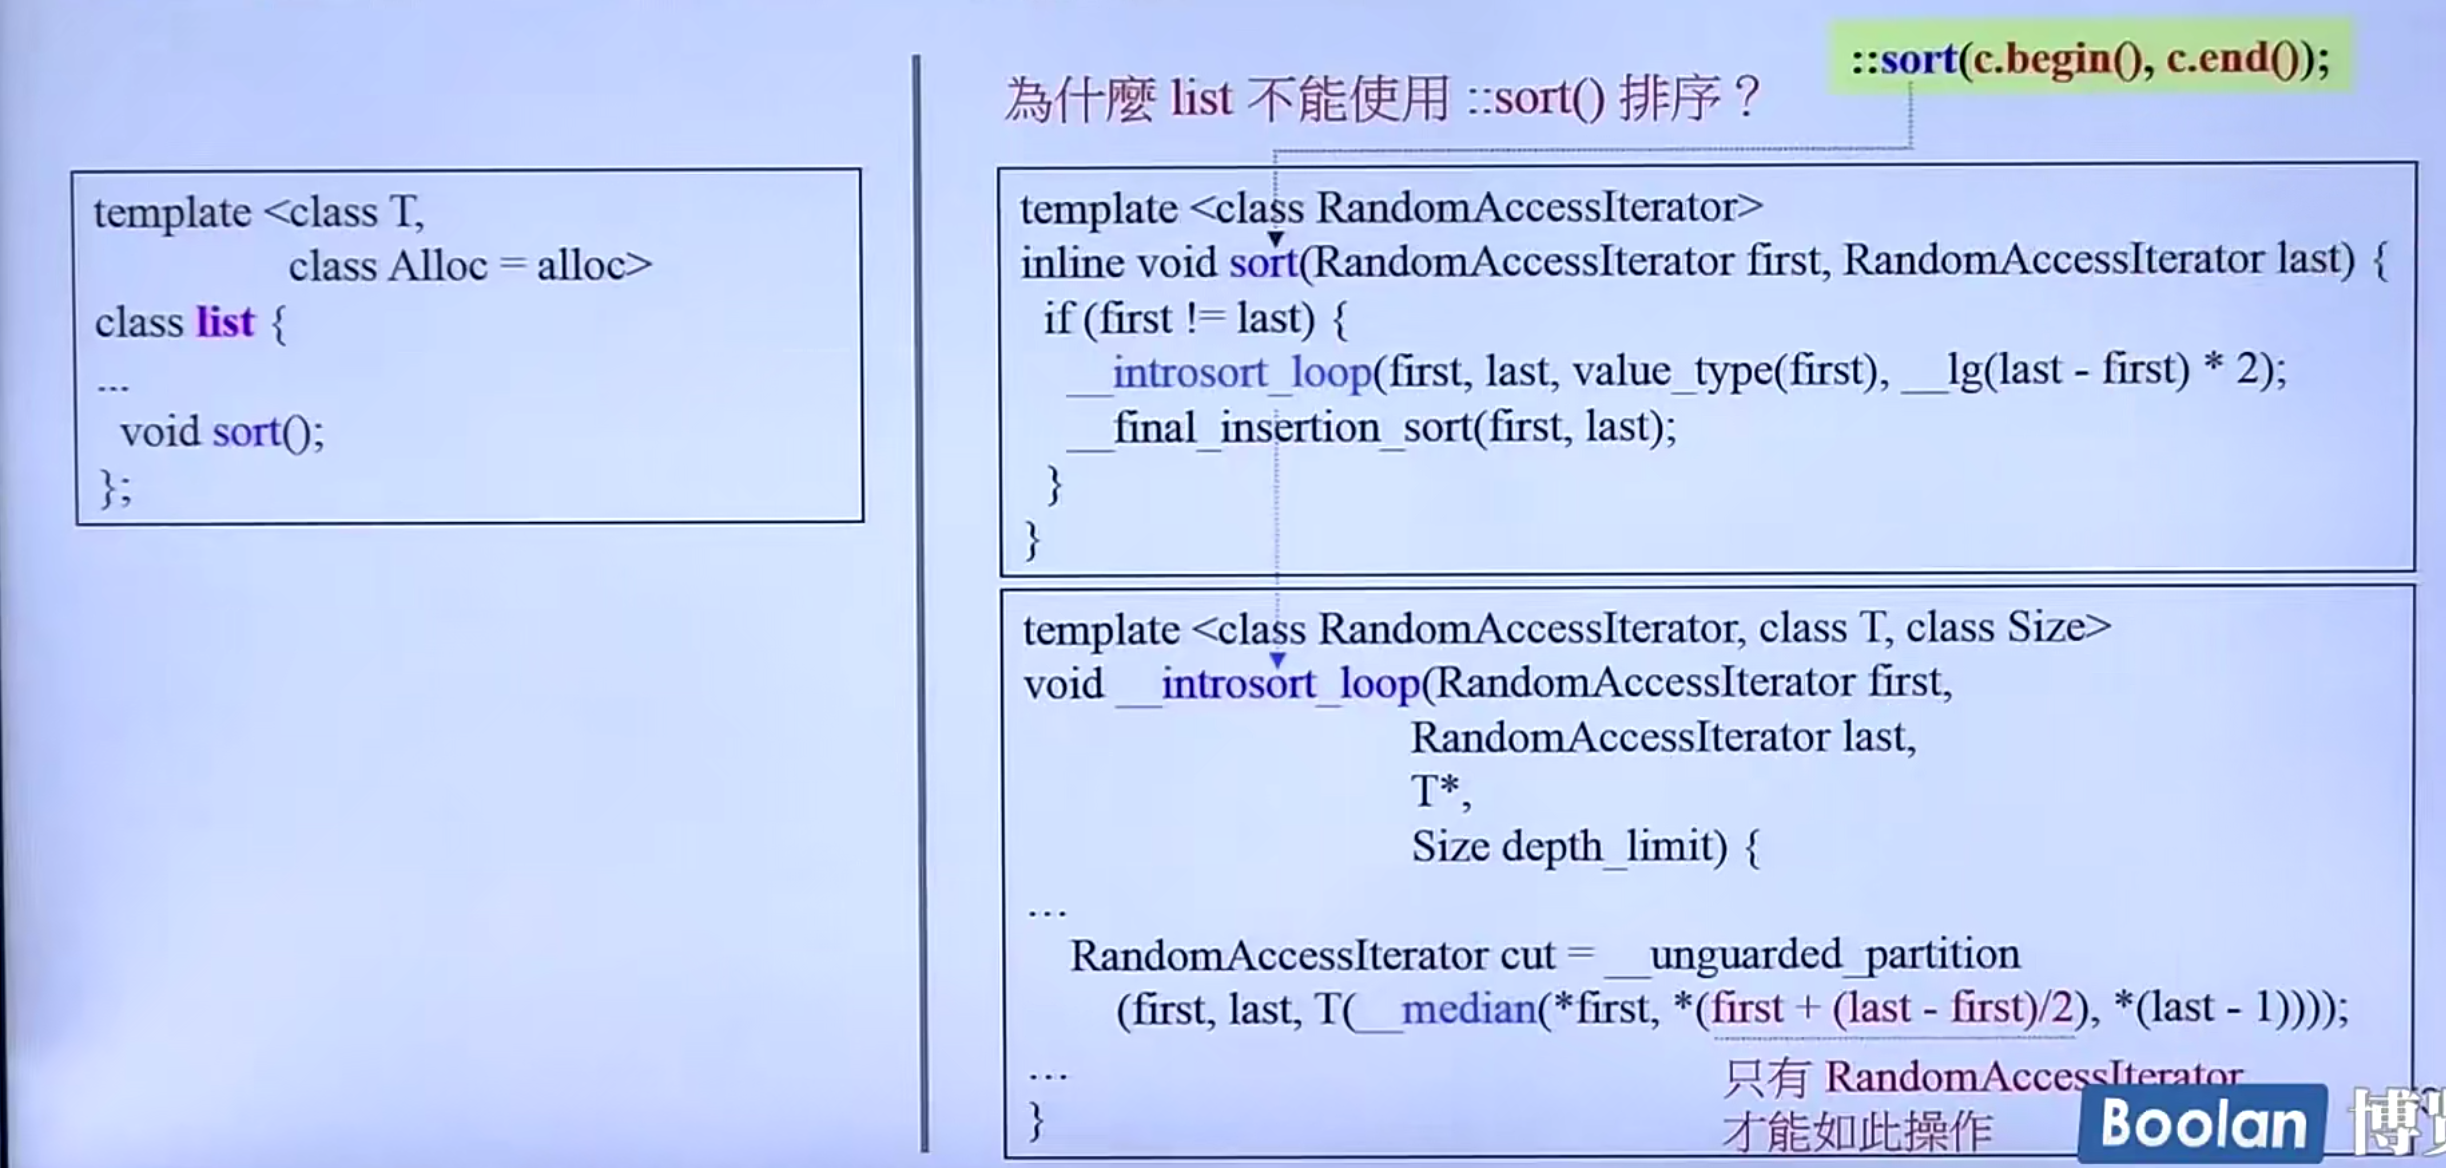 template <class T,
class Alloc = alloc>
class list {
...
void sort();
};
::sort(c.begin(), c.end());
為什麼 list 不能使用 ::sort() 排序？
template <class RandomAccessIterator>
inline void sort(RandomAccessIterator first, RandomAccessIterator last) {
if (first != last) {
__introsort_loop(first, last, value_type(first), __lg(last - first) * 2);
__final_insertion_sort(first, last);
}
}
template <class RandomAccessIterator, class T, class Size>
void __introsort_loop(RandomAccessIterator first,
RandomAccessIterator last,
T*,
Size depth_limit) {
...
RandomAccessIterator cut = __unguarded_partition
(first, last, T(__median(*first, *(first + (last - first)/2), *(last - 1))));
...
}
只有 RandomAccessIterator
才能如此操作
Boolan 博